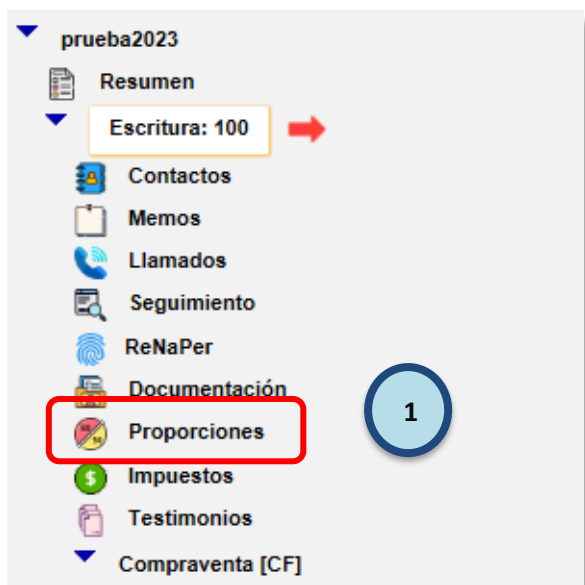 prueba2023
Resumen
Escritura: 100
Contactos
Memos
Llamados
Seguimiento
ReNaPer
Documentación
Proporciones
1
Impuestos
$
Testimonios
Compraventa [CF]